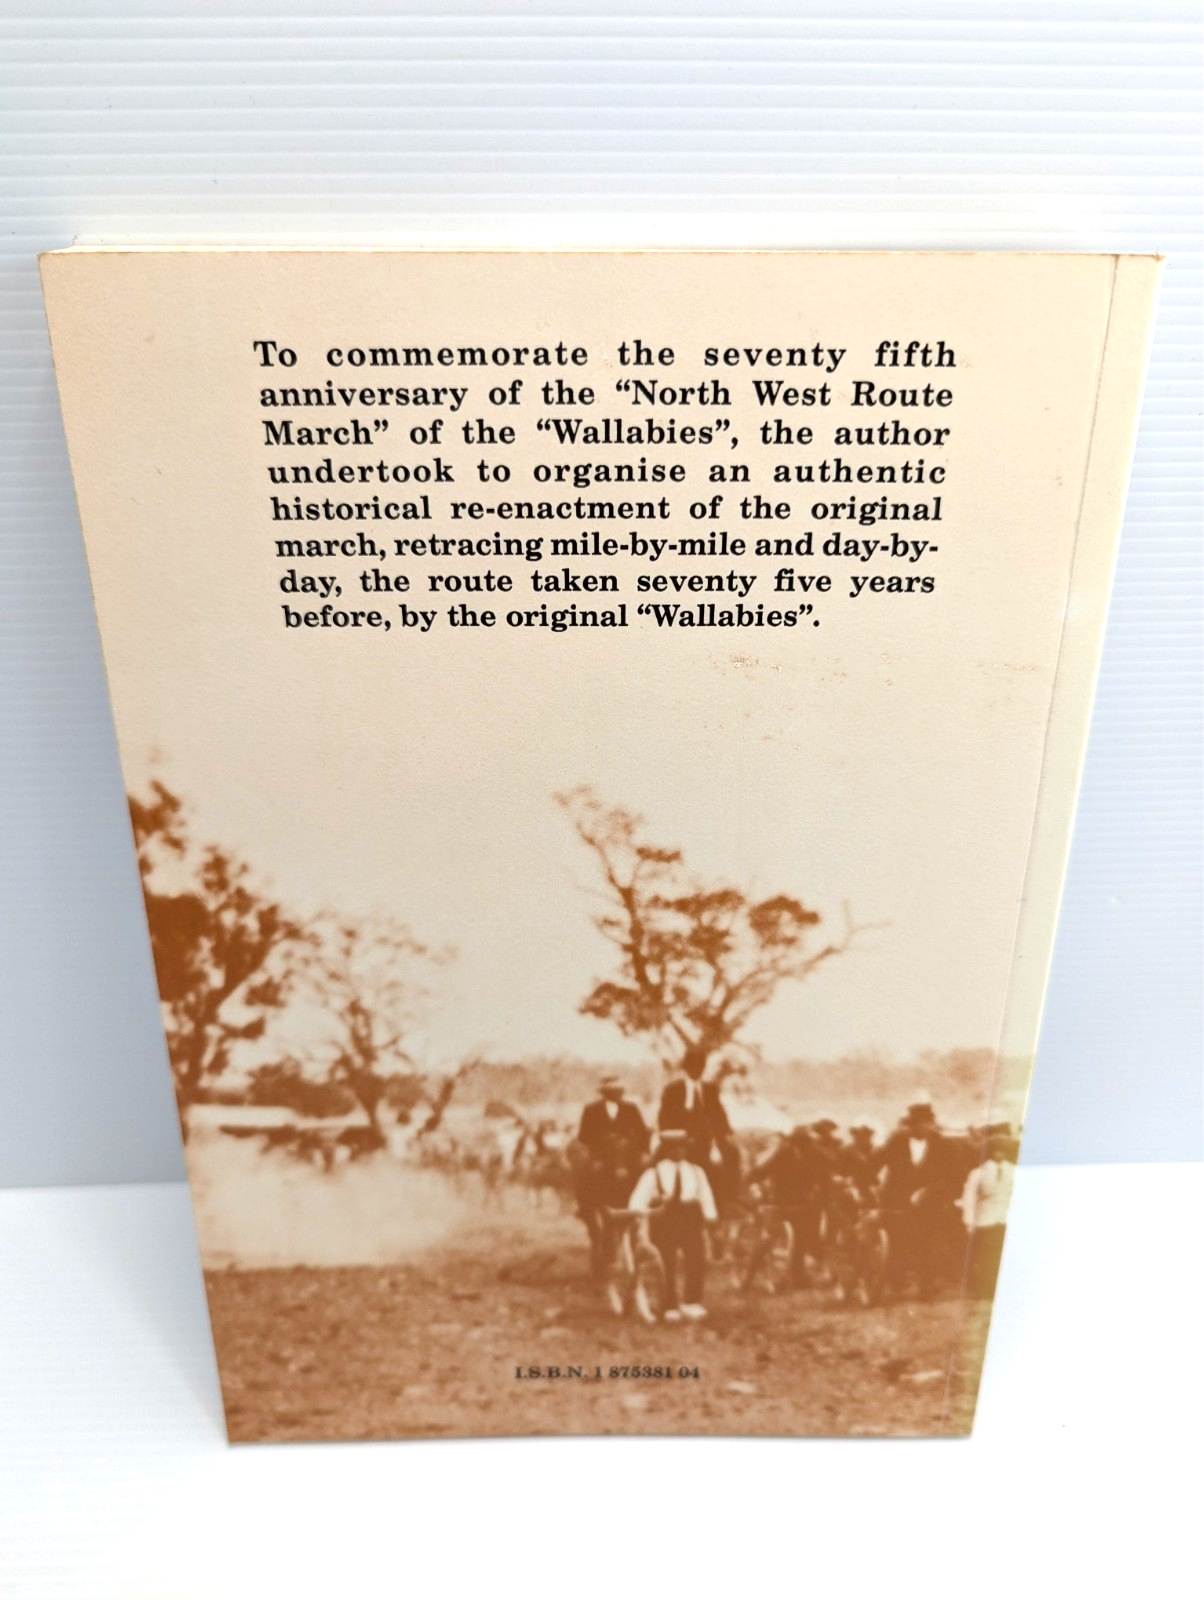 To commemorate the seventy fifth
anniversary of the “North West Route
March” of the “Wallabies”, the author
undertook to organise an authentic
historical re-enactment of the original
march, retracing mile-by-mile and day-by-
day, the route taken seventy five years
before, by the original “Wallabies”.
I.S.B.N. 1 875381 04